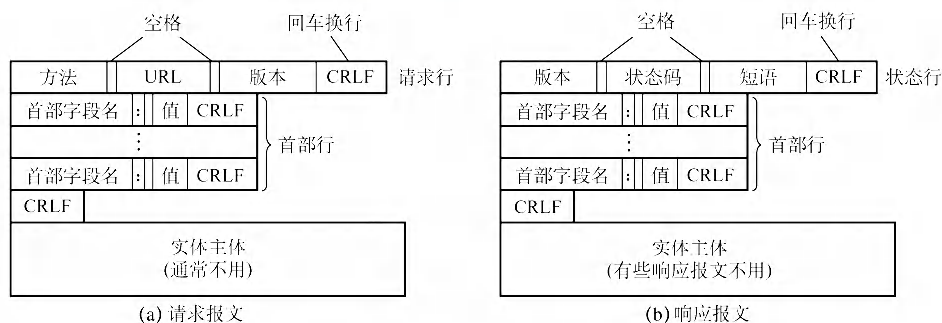 空格 回车换行
方法 URL 版本 CRLF 请求行
首部字段名 : 值 CRLF
⋮ 首部行
首部字段名 : 值 CRLF
CRLF
实体主体
(通常不用)
(a) 请求报文
空格 回车换行
版本 状态码 短语 CRLF 状态行
首部字段名 : 值 CRLF
⋮ 首部行
首部字段名 : 值 CRLF
CRLF
实体主体
(有些响应报文不用)
(b) 响应报文